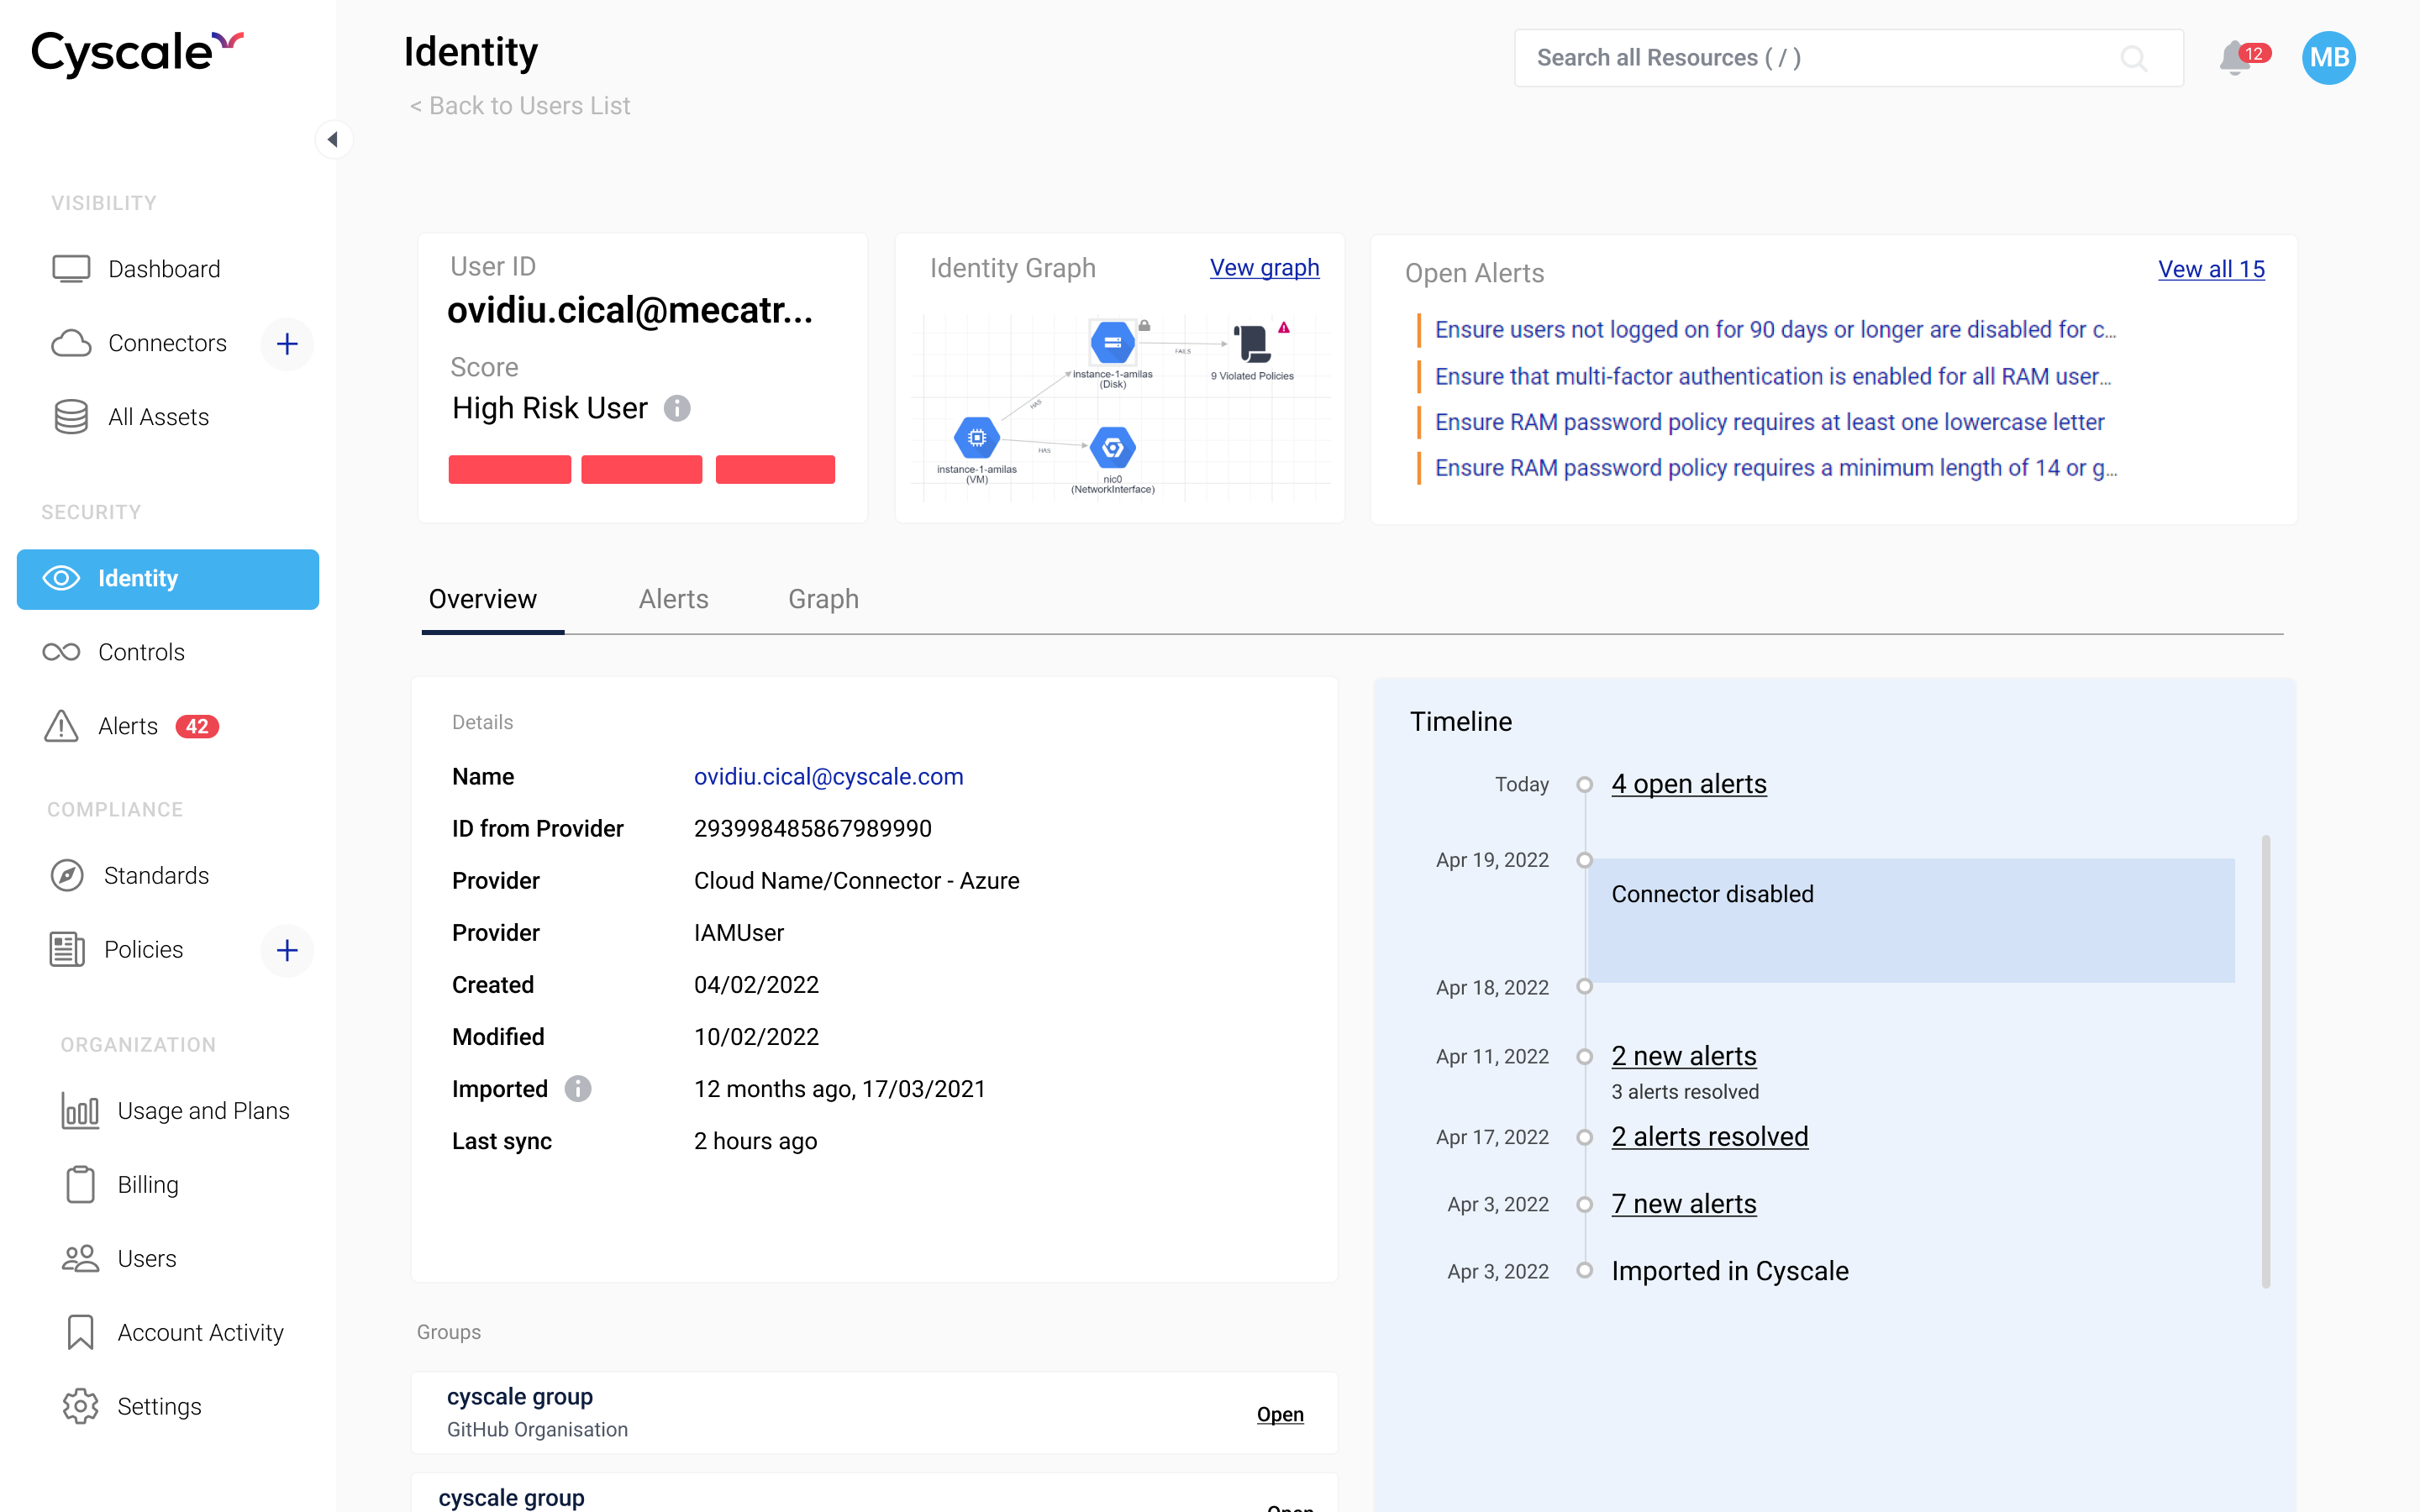 Cyscale
Identity
< Back to Users List
Search all Resources ( / )
12
MB
VISIBILITY
Dashboard
Connectors
All Assets
SECURITY
Identity
Controls
Alerts 42
COMPLIANCE
Standards
Policies
ORGANIZATION
Usage and Plans
Billing
Users
Account Activity
Settings
User ID
ovidiu.cical@mecatr...
Score
High Risk User
Identity Graph
Vew graph
instance-1-amilas
(Disk)
FAILS
9 Violated Policies
HAS
instance-1-amilas
(VM)
HAS
nic0
(NetworkInterface)
Open Alerts
Vew all 15
Ensure users not logged on for 90 days or longer are disabled for c...
Ensure that multi-factor authentication is enabled for all RAM user...
Ensure RAM password policy requires at least one lowercase letter
Ensure RAM password policy requires a minimum length of 14 or g...
Overview
Alerts
Graph
Details
Name ovidiu.cical@cyscale.com
ID from Provider 293998485867989990
Provider Cloud Name/Connector - Azure
Provider IAMUser
Created 04/02/2022
Modified 10/02/2022
Imported 12 months ago, 17/03/2021
Last sync 2 hours ago
Groups
cyscale group
GitHub Organisation
Open
cyscale group
Open
Timeline
Today 4 open alerts
Apr 19, 2022
Connector disabled
Apr 18, 2022
Apr 11, 2022 2 new alerts
3 alerts resolved
Apr 17, 2022 2 alerts resolved
Apr 3, 2022 7 new alerts
Apr 3, 2022 Imported in Cyscale